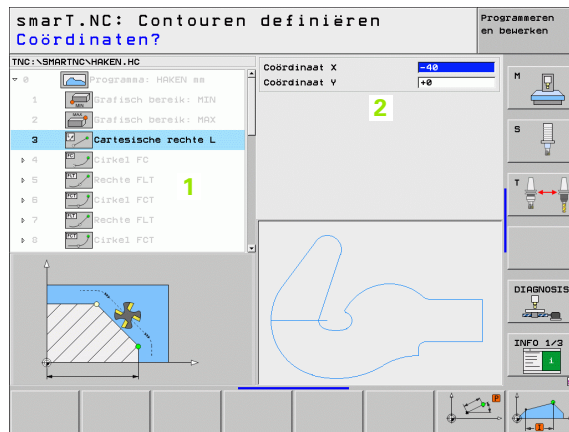 smarT.NC: Contouren definiëren
Coördinaten?
Programmeren
en bewerken
TNC:\SMARTNC\HAKEN.HC
0 Programma: HAKEN mm
1 Grafisch bereik: MIN
2 Grafisch bereik: MAX
3 Cartesische rechte L
4 Cirkel FC
5 Rechte FLT
6 Cirkel FCT
7 Rechte FLT
8 Cirkel FCT
1
Coördinaat X -40
Coördinaat Y +0
2
M
S
T
DIAGNOSIS
INFO 1/3
i
P
I